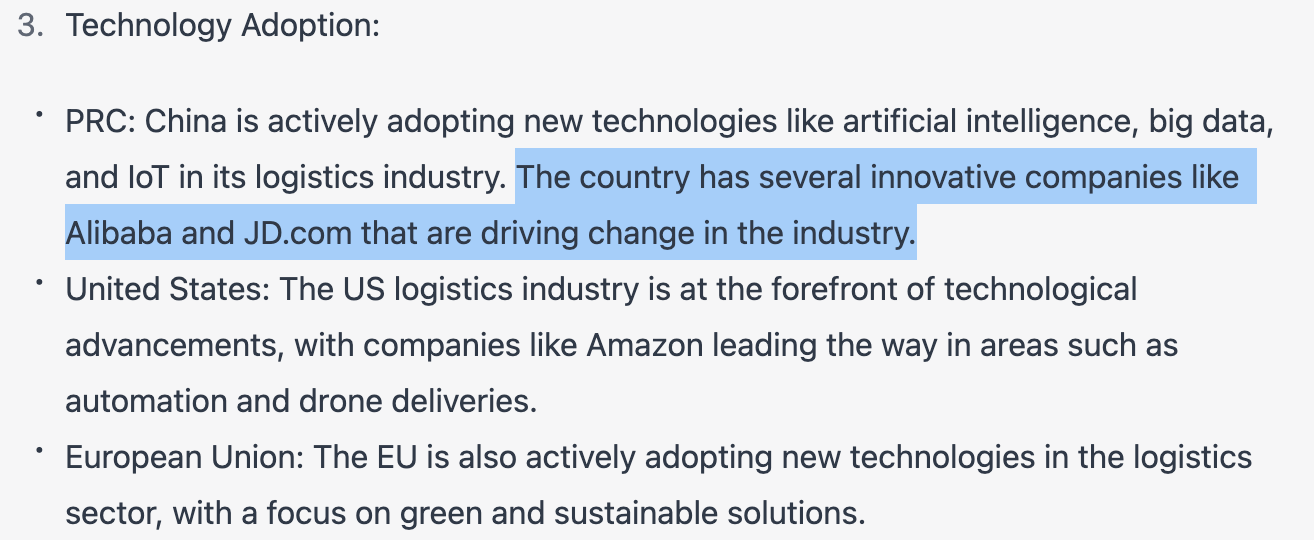 3. Technology Adoption:
• PRC: China is actively adopting new technologies like artificial intelligence, big data,
and IoT in its logistics industry. The country has several innovative companies like
Alibaba and JD.com that are driving change in the industry.
• United States: The US logistics industry is at the forefront of technological
advancements, with companies like Amazon leading the way in areas such as
automation and drone deliveries.
• European Union: The EU is also actively adopting new technologies in the logistics
sector, with a focus on green and sustainable solutions.